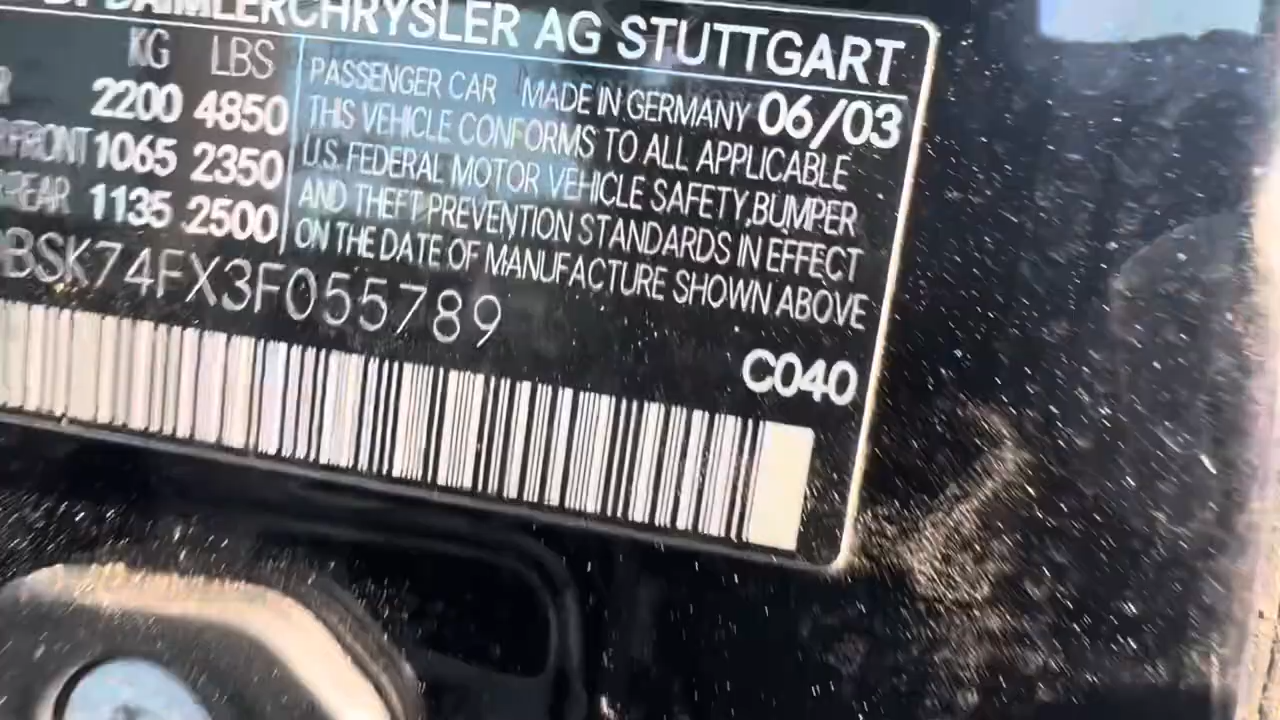 DAIMLERCHRYSLER AG STUTTGART
KG LBS
2200 4850
FRONT 1065 2350
REAR 1135 2500
PASSENGER CAR MADE IN GERMANY 06/03
THIS VEHICLE CONFORMS TO ALL APPLICABLE
U.S. FEDERAL MOTOR VEHICLE SAFETY, BUMPER
AND THEFT PREVENTION STANDARDS IN EFFECT
ON THE DATE OF MANUFACTURE SHOWN ABOVE
BSK74FX3F055789
C040